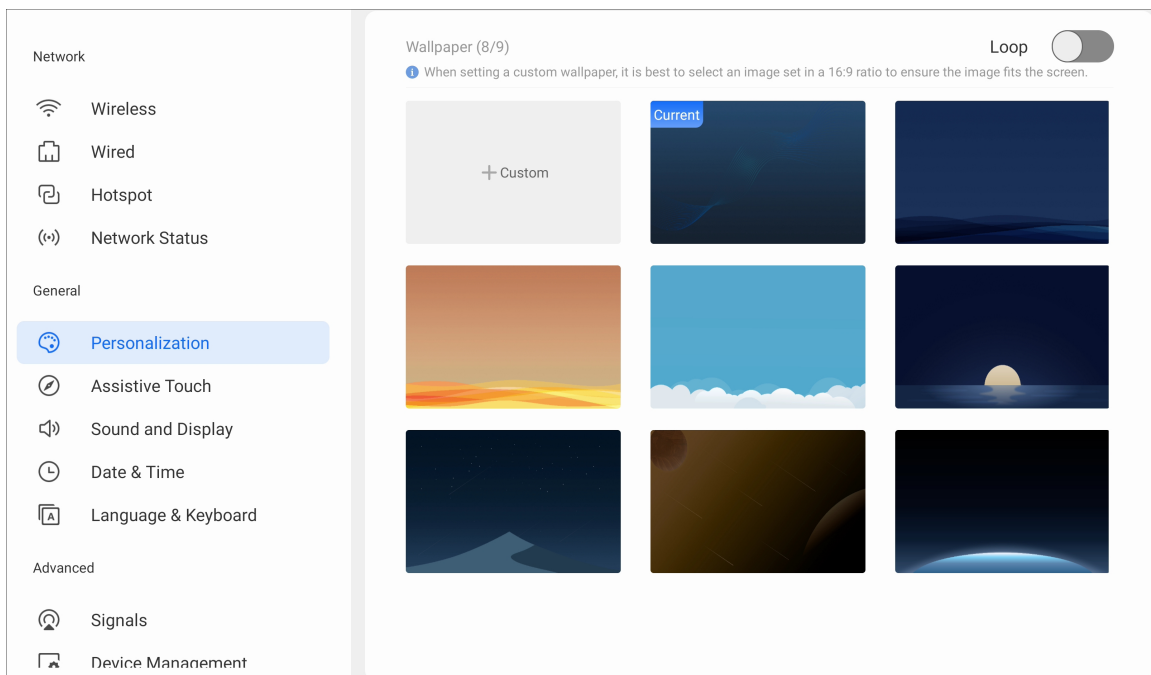 Network
Wireless
Wired
Hotspot
Network Status
General
Personalization
Assistive Touch
Sound and Display
Date & Time
Language & Keyboard
Advanced
Signals
Device Management
Wallpaper (8/9)
Loop
When setting a custom wallpaper, it is best to select an image set in a 16:9 ratio to ensure the image fits the screen.
Custom
Current